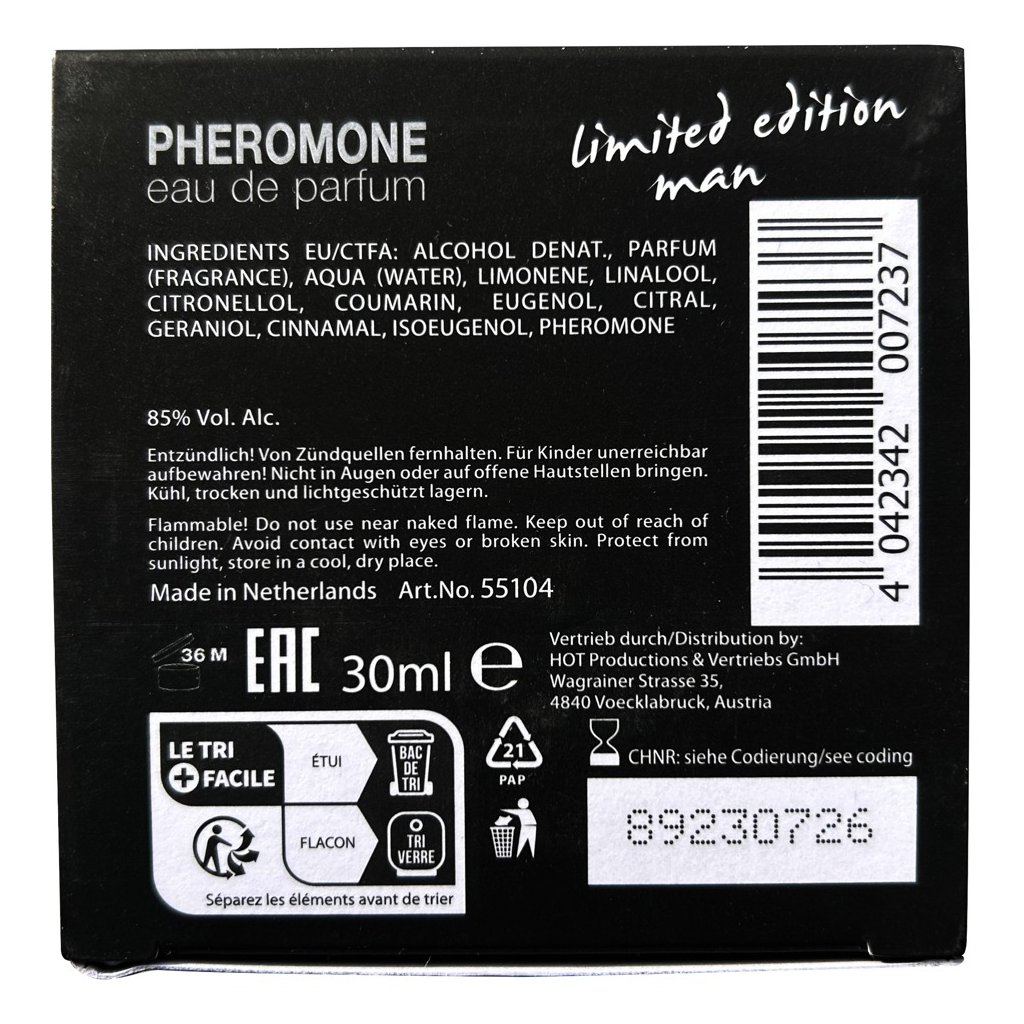 PHEROMONE
eau de parfum
limited edition
man
INGREDIENTS EU/CTFA: ALCOHOL DENAT., PARFUM
(FRAGRANCE), AQUA (WATER), LIMONENE, LINALOOL,
CITRONELLOL, COUMARIN, EUGENOL, CITRAL,
GERANIOL, CINNAMAL, ISOEUGENOL, PHEROMONE
4 042342 007237
85% Vol. Alc.
Entzündlich! Von Zündquellen fernhalten. Für Kinder unerreichbar
aufbewahren! Nicht in Augen oder auf offene Hautstellen bringen.
Kühl, trocken und lichtgeschützt lagern.
Flammable! Do not use near naked flame. Keep out of reach of
children. Avoid contact with eyes or broken skin. Protect from
sunlight, store in a cool, dry place.
Made in Netherlands Art.No. 55104
36 M
EAC
30ml e
Vertrieb durch/Distribution by:
HOT Productions & Vertriebs GmbH
Wagrainer Strasse 35,
4840 Voecklabruck, Austria
LE TRI
+ FACILE
ÉTUI
BAC
DE
TRI
FLACON
TRI
VERRE
Séparez les éléments avant de trier
21
PAP
CHNR: siehe Codierung/see coding
89230726